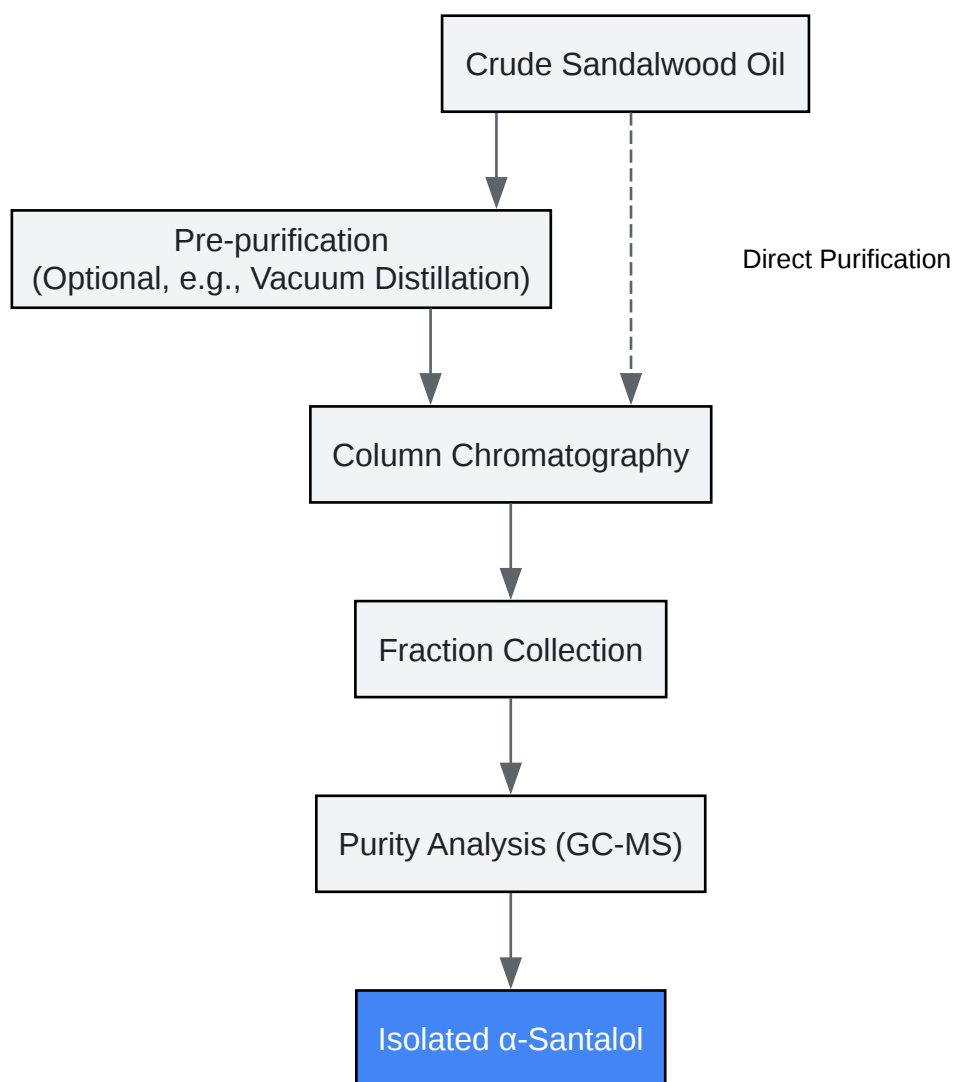 Crude Sandalwood Oil
Pre-purification
(Optional, e.g., Vacuum Distillation)
Direct Purification
Column Chromatography
Fraction Collection
Purity Analysis (GC-MS)
Isolated α-Santalol